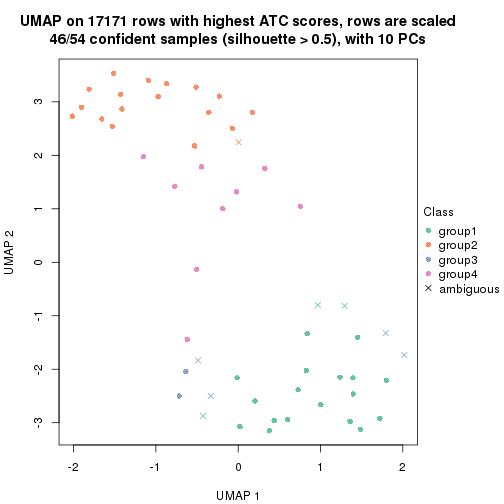 UMAP on 17171 rows with highest ATC scores, rows are scaled
46/54 confident samples (silhouette > 0.5), with 10 PCs
3
2
1
0
-1
-2
-3
UMAP 2
-2
-1
0
1
2
UMAP 1
Class
group1
group2
group3
group4
ambiguous